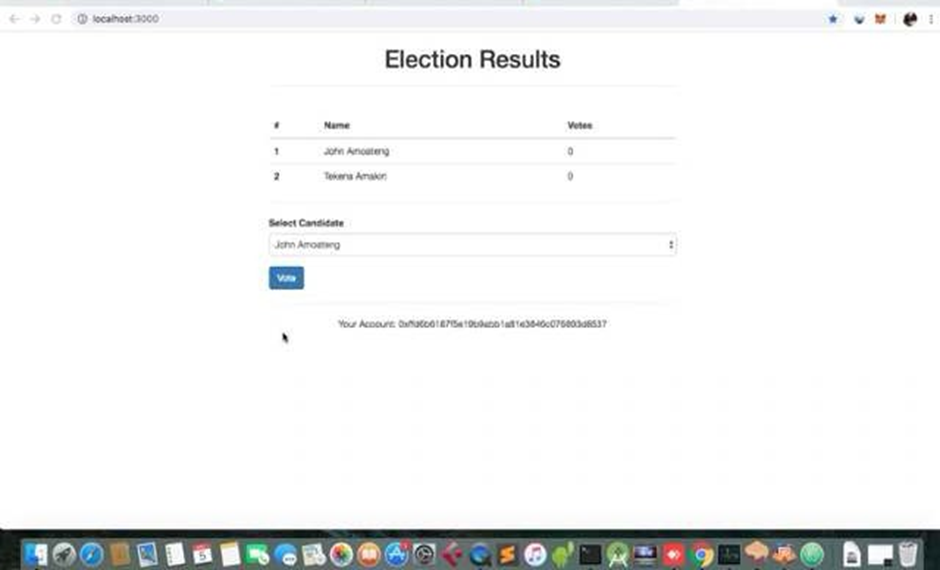 localhost:3000
Election Results
# Name Votes
1 John Amoateng 0
2 Tekena Amakiri 0
Select Candidate
John Amoateng
Vote
Your Account:
5